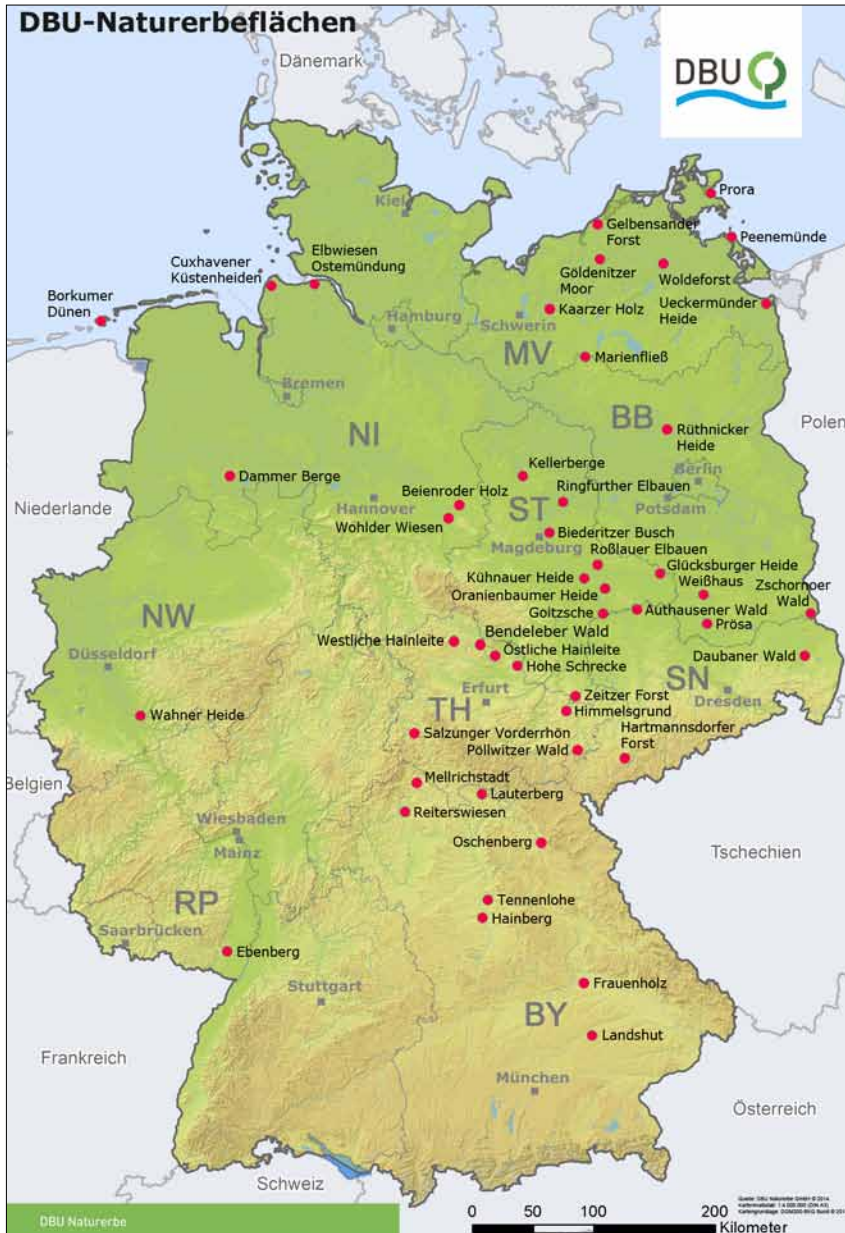 DBU-Naturerbeflächen
Dänemark
DBU
Kiel
Prora
Gelbensander
Forst
Peenemünde
Cuxhavener
Küstenheiden
Elbwiesen
Ostemündung
Göldenitzer
Moor
Woldeforst
Borkumer
Dünen
Hamburg
Schwerin
Kaarzer Holz
Ueckermünder
Heide
MV
Marienfließ
Bremen
BB
NI
Rüthnicker
Heide
Polen
Kellerberge
Berlin
Dammer Berge
Ringfurther Elbauen
Niederlande
Hannover
Beienroder Holz
Potsdam
Wohlder Wiesen
ST
Magdeburg
Biederitzer Busch
Roßlauer Elbauen
Kühnauer Heide
Glücksburger Heide
Weißhaus
Zschornoer
Wald
Oranienbaumer Heide
NW
Goitzsche
Authausener Wald
Prösa
Westliche Hainleite
Bendeleber Wald
Östliche Hainleite
Daubaner Wald
Düsseldorf
Hohe Schrecke
SN
Erfurt
Zeitzer Forst
Dresden
TH
Wahner Heide
Himmelsgrund
Salzunger Vorderrhön
Pöllwitzer Wald
Hartmannsdorfer
Forst
Belgien
Mellrichstadt
Lauterberg
Reiterswiesen
Wiesbaden
Mainz
Oschenberg
Tschechien
RP
Tennenlohe
Hainberg
Saarbrücken
Ebenberg
Frauenholz
Stuttgart
BY
Landshut
Frankreich
München
Österreich
Schweiz
DBU Naturerbe
0 50 100 200
Kilometer
Quelle: DBU Naturerbe GmbH © 2014